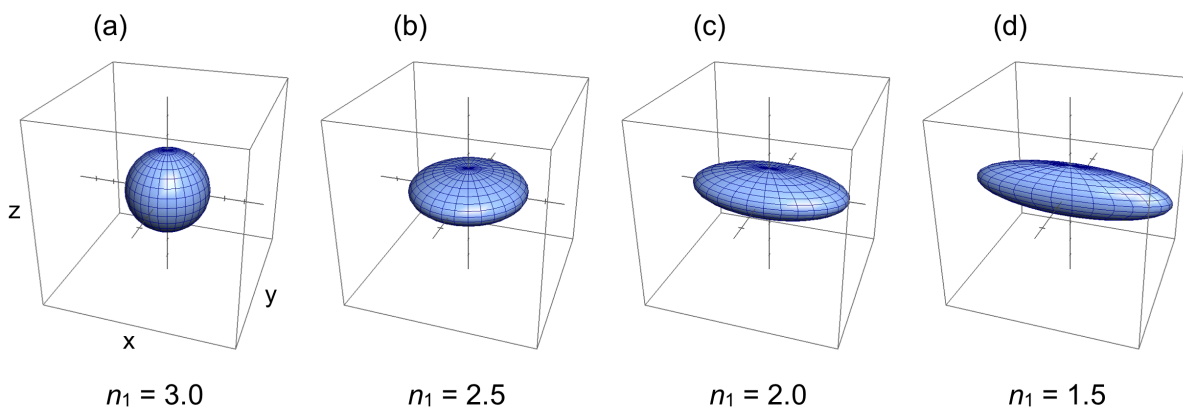 (a) (b) (c) (d)
z
y
x
n₁ = 3.0 n₁ = 2.5 n₁ = 2.0 n₁ = 1.5